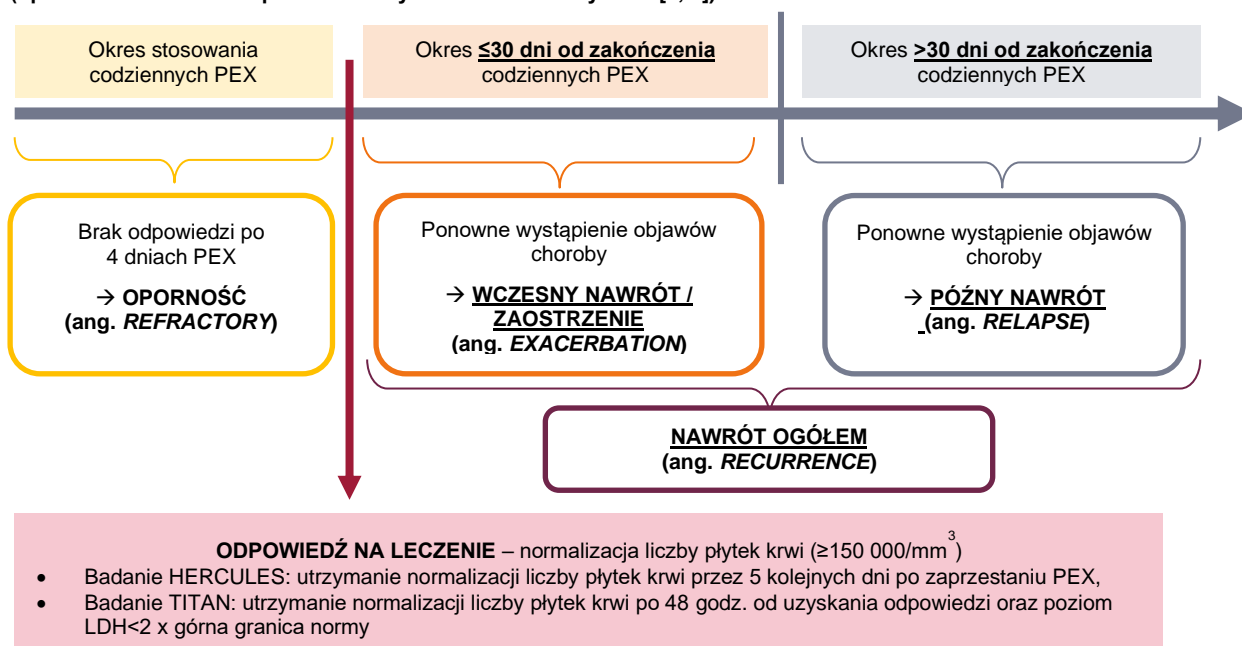 Okres stosowania
codziennych PEX
Okres ≤30 dni od zakończenia
codziennych PEX
Okres >30 dni od zakończenia
codziennych PEX
Brak odpowiedzi po
4 dniach PEX
→ OPORNOŚĆ
(ang. REFRACTORY)
Ponowne wystąpienie objawów
choroby
→ WCZESNY NAWRÓT /
ZAOSTRZENIE
(ang. EXACERBATION)
Ponowne wystąpienie objawów
choroby
→ PÓŹNY NAWRÓT
(ang. RELAPSE)
NAWRÓT OGÓŁEM
(ang. RECURRENCE)
ODPOWIEDŹ NA LECZENIE – normalizacja liczby płytek krwi (≥150 000/mm³)
• Badanie HERCULES: utrzymanie normalizacji liczby płytek krwi przez 5 kolejnych dni po zaprzestaniu PEX,
• Badanie TITAN: utrzymanie normalizacji liczby płytek krwi po 48 godz. od uzyskania odpowiedzi oraz poziom
LDH<2 x górna granica normy